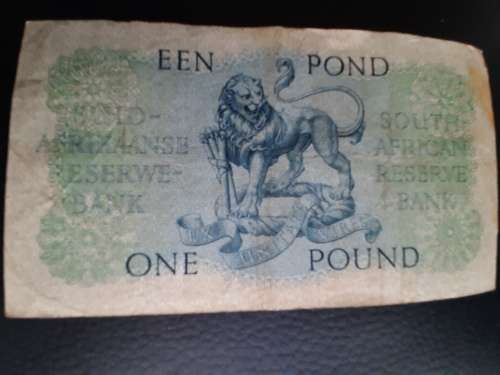 EEN POND
SUID-
AFRIKAANSE
RESERWE-
BANK
SOUTH
AFRICAN
RESERVE
BANK
ONE POUND